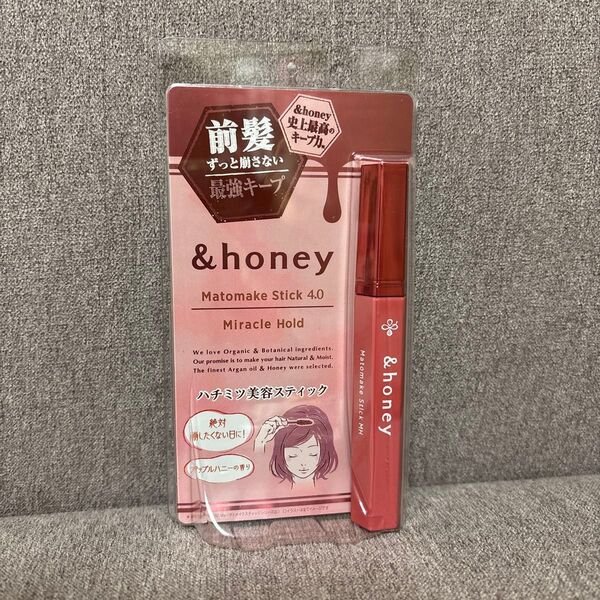 前髪
ずっと崩さない
最強キープ
&honey
史上最高の
キープ力。
&honey
Matomake Stick 4.0
Miracle Hold
We love Organic & Botanical ingredients.
Our promise is to make your hair Natural & Moist.
The finest Argan oil & Honey were selected.
ハチミツ美容スティック
絶対
崩したくない日に!
アップルハニーの香り
&honey
Matomake Stick MH